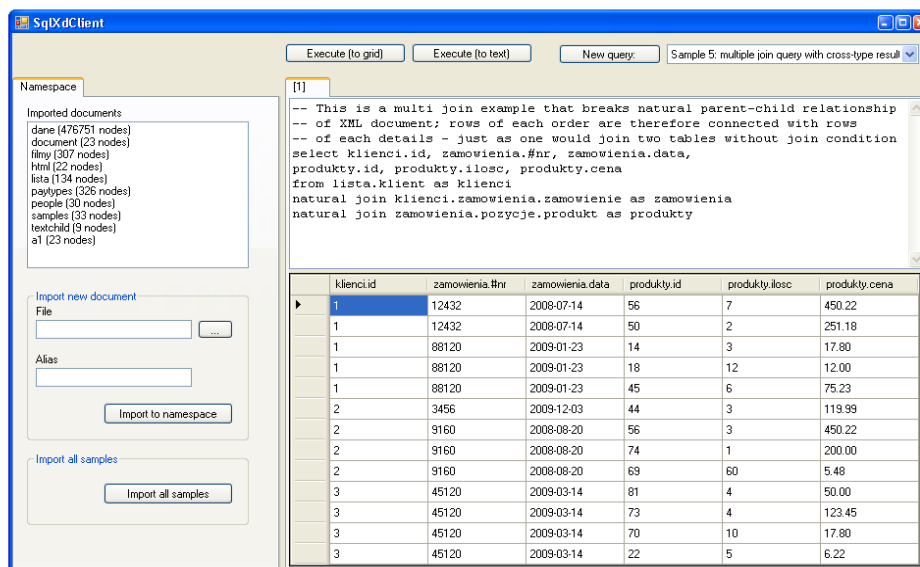 SqlXdClient
Execute (to grid) Execute (to text) New query: Sample 5: multiple join query with cross-type result
Namespace
Imported documents
dane (476751 nodes)
document (23 nodes)
filmy (307 nodes)
html (22 nodes)
lista (134 nodes)
paytypes (326 nodes)
people (30 nodes)
samples (33 nodes)
textchild (9 nodes)
a1 (23 nodes)
Import new document
File
...
Alias
Import to namespace
Import all samples
Import all samples
[1]
-- This is a multi join example that breaks natural parent-child relationship
-- of XML document; rows of each order are therefore connected with rows
-- of each details - just as one would join two tables without join condition
select klienci.id, zamowienia.#nr, zamowienia.data,
produkty.id, produkty.ilosc, produkty.cena
from lista.klient as klienci
natural join klienci.zamowienia.zamowienie as zamowienia
natural join zamowienia.pozycje.produkt as produkty
klienci.id zamowienia.#nr zamowienia.data produkty.id produkty.ilosc produkty.cena
1 12432 2008-07-14 56 7 450.22
1 12432 2008-07-14 50 2 251.18
1 88120 2009-01-23 14 3 17.80
1 88120 2009-01-23 18 12 12.00
1 88120 2009-01-23 45 6 75.23
2 3456 2009-12-03 44 3 119.99
2 9160 2008-08-20 56 3 450.22
2 9160 2008-08-20 74 1 200.00
2 9160 2008-08-20 69 60 5.48
3 45120 2009-03-14 81 4 50.00
3 45120 2009-03-14 73 4 123.45
3 45120 2009-03-14 70 10 17.80
3 45120 2009-03-14 22 5 6.22